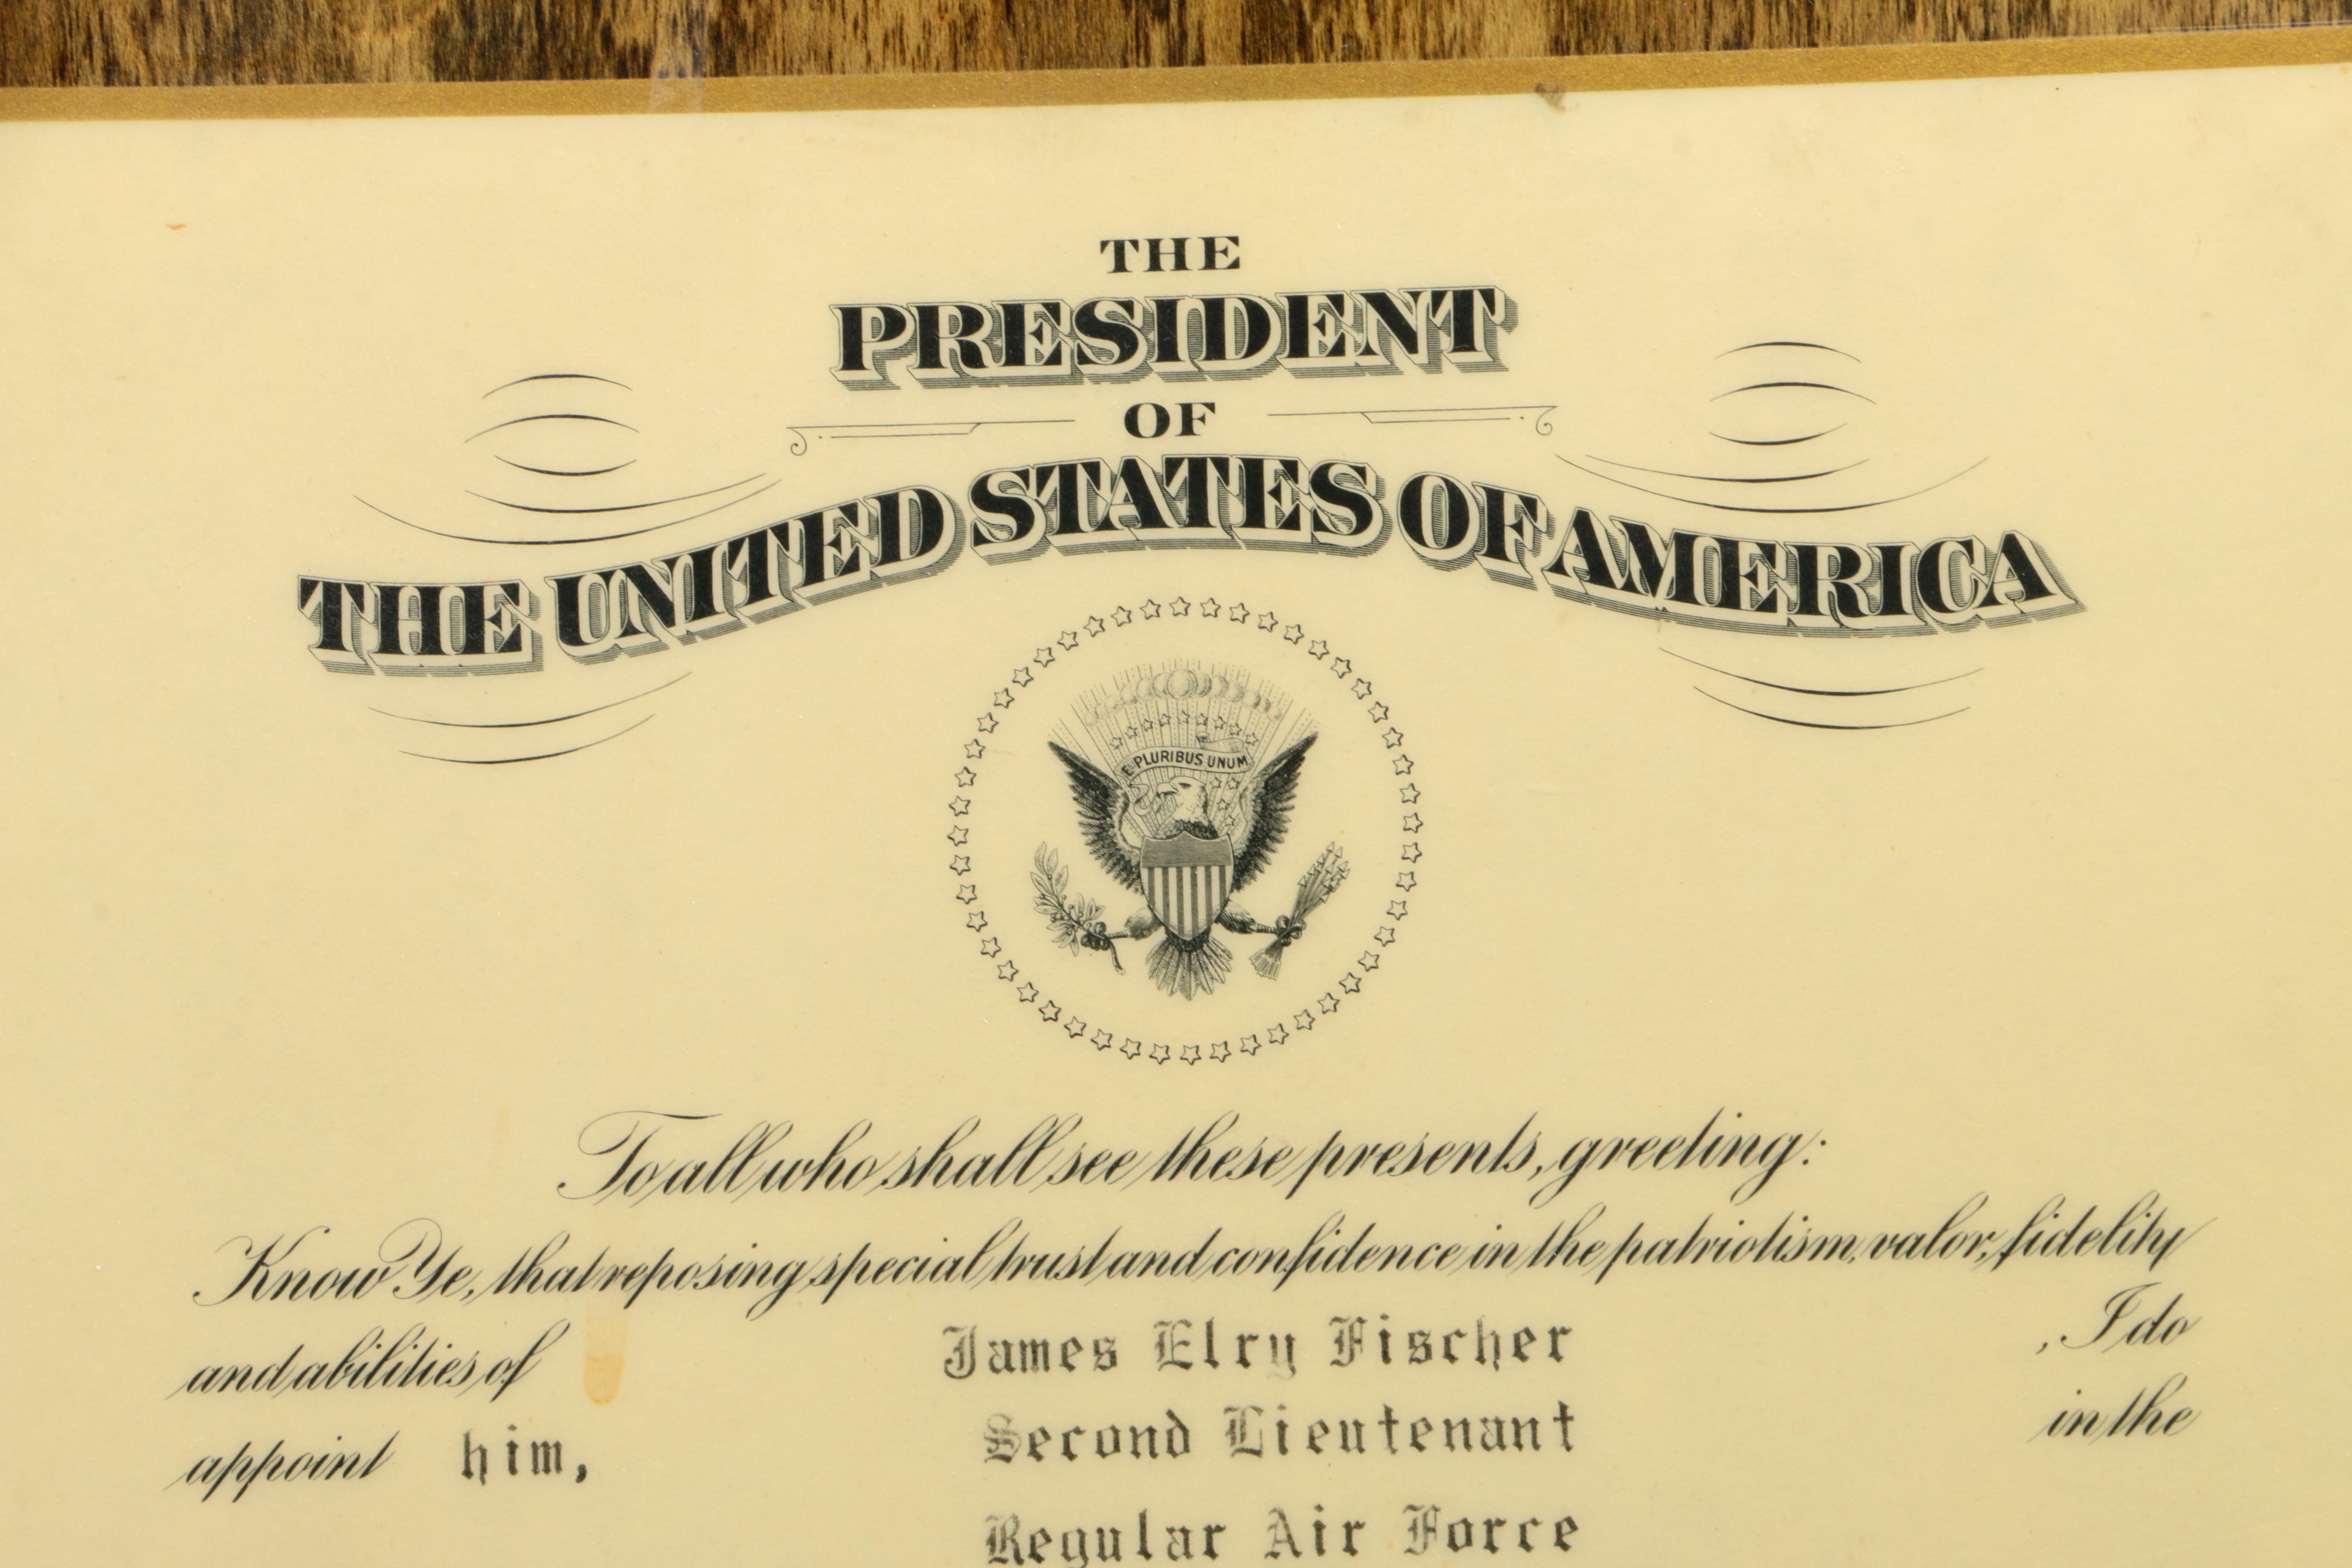 THE
PRESIDENT
OF
THE UNITED STATES OF AMERICA
E PLURIBUS UNUM
To all who shall see these presents, greeting:
Know Ye, that reposing special trust and confidence in the patriotism, valor, fidelity
and abilities of James Elry Fischer , I do
appoint him, Second Lieutenant in the
Regular Air Force